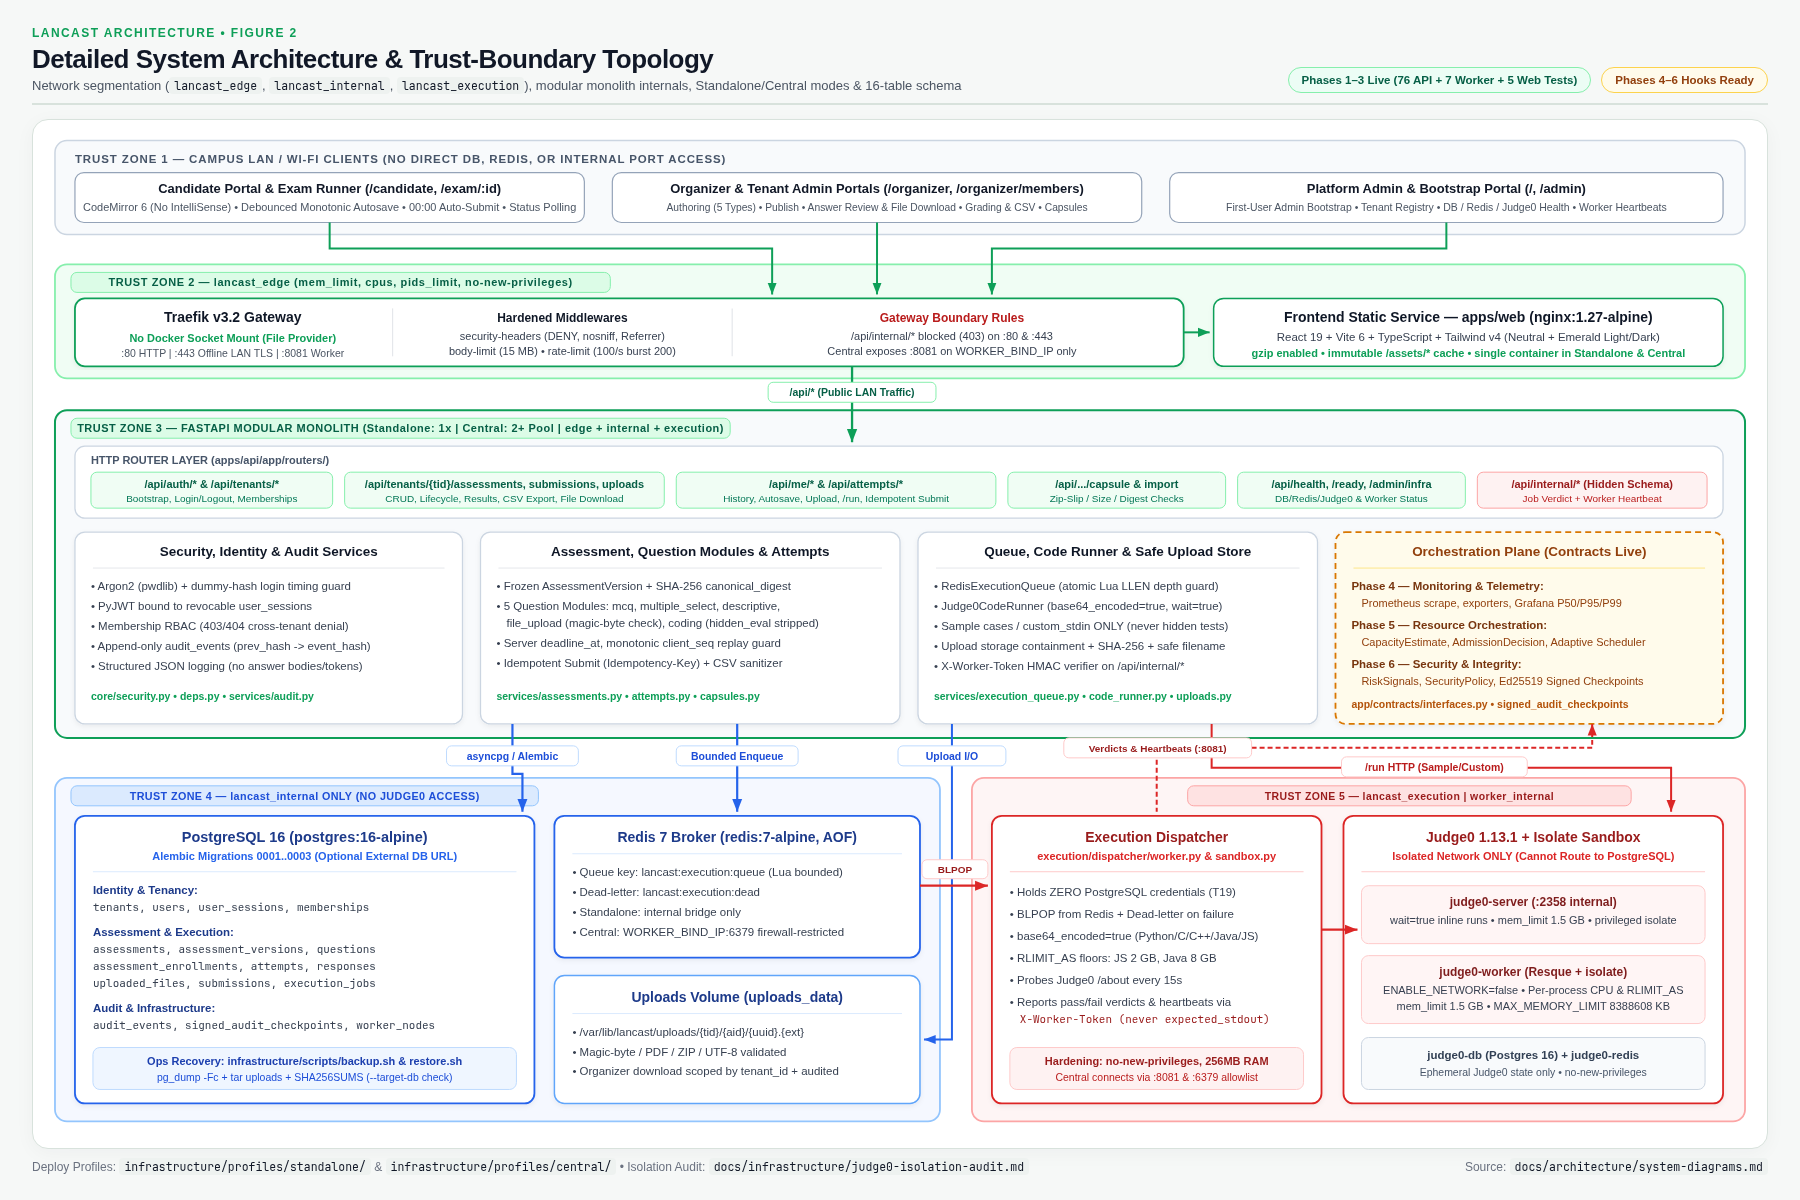 LANCAST ARCHITECTURE • FIGURE 2
Detailed System Architecture & Trust-Boundary Topology
Network segmentation ( lancast_edge , lancast_internal , lancast_execution ), modular monolith internals, Standalone/Central modes & 16-table schema
Phases 1–3 Live (76 API + 7 Worker + 5 Web Tests)
Phases 4–6 Hooks Ready
TRUST ZONE 1 — CAMPUS LAN / WI-FI CLIENTS (NO DIRECT DB, REDIS, OR INTERNAL PORT ACCESS)
Candidate Portal & Exam Runner (/candidate, /exam/:id)
CodeMirror 6 (No IntelliSense) • Debounced Monotonic Autosave • 00:00 Auto-Submit • Status Polling
Organizer & Tenant Admin Portals (/organizer, /organizer/members)
Authoring (5 Types) • Publish • Answer Review & File Download • Grading & CSV • Capsules
Platform Admin & Bootstrap Portal (/, /admin)
First-User Admin Bootstrap • Tenant Registry • DB / Redis / Judge0 Health • Worker Heartbeats
TRUST ZONE 2 — lancast_edge (mem_limit, cpus, pids_limit, no-new-privileges)
Traefik v3.2 Gateway
No Docker Socket Mount (File Provider)
:80 HTTP | :443 Offline LAN TLS | :8081 Worker
Hardened Middlewares
security-headers (DENY, nosniff, Referrer)
body-limit (15 MB) • rate-limit (100/s burst 200)
Gateway Boundary Rules
/api/internal/* blocked (403) on :80 & :443
Central exposes :8081 on WORKER_BIND_IP only
Frontend Static Service — apps/web (nginx:1.27-alpine)
React 19 + Vite 6 + TypeScript + Tailwind v4 (Neutral + Emerald Light/Dark)
gzip enabled • immutable /assets/* cache • single container in Standalone & Central
/api/* (Public LAN Traffic)
TRUST ZONE 3 — FASTAPI MODULAR MONOLITH (Standalone: 1x | Central: 2+ Pool | edge + internal + execution)
HTTP ROUTER LAYER (apps/api/app/routers/)
/api/auth/* & /api/tenants/*
Bootstrap, Login/Logout, Memberships
/api/tenants/{tid}/assessments, submissions, uploads
CRUD, Lifecycle, Results, CSV Export, File Download
/api/me/* & /api/attempts/*
History, Autosave, Upload, /run, Idempotent Submit
/api/.../capsule & import
Zip-Slip / Size / Digest Checks
/api/health, /ready, /admin/infra
DB/Redis/Judge0 & Worker Status
/api/internal/* (Hidden Schema)
Job Verdict + Worker Heartbeat
Security, Identity & Audit Services
• Argon2 (pwdlib) + dummy-hash login timing guard
• PyJWT bound to revocable user_sessions
• Membership RBAC (403/404 cross-tenant denial)
• Append-only audit_events (prev_hash -> event_hash)
• Structured JSON logging (no answer bodies/tokens)
core/security.py • deps.py • services/audit.py
Assessment, Question Modules & Attempts
• Frozen AssessmentVersion + SHA-256 canonical_digest
• 5 Question Modules: mcq, multiple_select, descriptive,
file_upload (magic-byte check), coding (hidden_eval stripped)
• Server deadline_at, monotonic client_seq replay guard
• Idempotent Submit (Idempotency-Key) + CSV sanitizer
services/assessments.py • attempts.py • capsules.py
Queue, Code Runner & Safe Upload Store
• RedisExecutionQueue (atomic Lua LLEN depth guard)
• Judge0CodeRunner (base64_encoded=true, wait=true)
• Sample cases / custom_stdin ONLY (never hidden tests)
• Upload storage containment + SHA-256 + safe filename
• X-Worker-Token HMAC verifier on /api/internal/*
services/execution_queue.py • code_runner.py • uploads.py
Orchestration Plane (Contracts Live)
Phase 4 — Monitoring & Telemetry:
Prometheus scrape, exporters, Grafana P50/P95/P99
Phase 5 — Resource Orchestration:
CapacityEstimate, AdmissionDecision, Adaptive Scheduler
Phase 6 — Security & Integrity:
RiskSignals, SecurityPolicy, Ed25519 Signed Checkpoints
app/contracts/interfaces.py • signed_audit_checkpoints
asyncpg / Alembic
Bounded Enqueue
Upload I/O
Verdicts & Heartbeats (:8081)
/run HTTP (Sample/Custom)
TRUST ZONE 4 — lancast_internal ONLY (NO JUDGE0 ACCESS)
PostgreSQL 16 (postgres:16-alpine)
Alembic Migrations 0001..0003 (Optional External DB URL)
Identity & Tenancy:
tenants, users, user_sessions, memberships
Assessment & Execution:
assessments, assessment_versions, questions
assessment_enrollments, attempts, responses
uploaded_files, submissions, execution_jobs
Audit & Infrastructure:
audit_events, signed_audit_checkpoints, worker_nodes
Ops Recovery: infrastructure/scripts/backup.sh & restore.sh
pg_dump -Fc + tar uploads + SHA256SUMS (--target-db check)
Redis 7 Broker (redis:7-alpine, AOF)
• Queue key: lancast:execution:queue (Lua bounded)
• Dead-letter: lancast:execution:dead
• Standalone: internal bridge only
• Central: WORKER_BIND_IP:6379 firewall-restricted
Uploads Volume (uploads_data)
• /var/lib/lancast/uploads/{tid}/{aid}/{uuid}.{ext}
• Magic-byte / PDF / ZIP / UTF-8 validated
• Organizer download scoped by tenant_id + audited
BLPOP
TRUST ZONE 5 — lancast_execution | worker_internal
Execution Dispatcher
execution/dispatcher/worker.py & sandbox.py
• Holds ZERO PostgreSQL credentials (T19)
• BLPOP from Redis + Dead-letter on failure
• base64_encoded=true (Python/C/C++/Java/JS)
• RLIMIT_AS floors: JS 2 GB, Java 8 GB
• Probes Judge0 /about every 15s
• Reports pass/fail verdicts & heartbeats via
X-Worker-Token (never expected_stdout)
Hardening: no-new-privileges, 256MB RAM
Central connects via :8081 & :6379 allowlist
Judge0 1.13.1 + Isolate Sandbox
Isolated Network ONLY (Cannot Route to PostgreSQL)
judge0-server (:2358 internal)
wait=true inline runs • mem_limit 1.5 GB • privileged isolate
judge0-worker (Resque + isolate)
ENABLE_NETWORK=false • Per-process CPU & RLIMIT_AS
mem_limit 1.5 GB • MAX_MEMORY_LIMIT 8388608 KB
judge0-db (Postgres 16) + judge0-redis
Ephemeral Judge0 state only • no-new-privileges
Deploy Profiles: infrastructure/profiles/standalone/ & infrastructure/profiles/central/ • Isolation Audit: docs/infrastructure/judge0-isolation-audit.md
Source: docs/architecture/system-diagrams.md